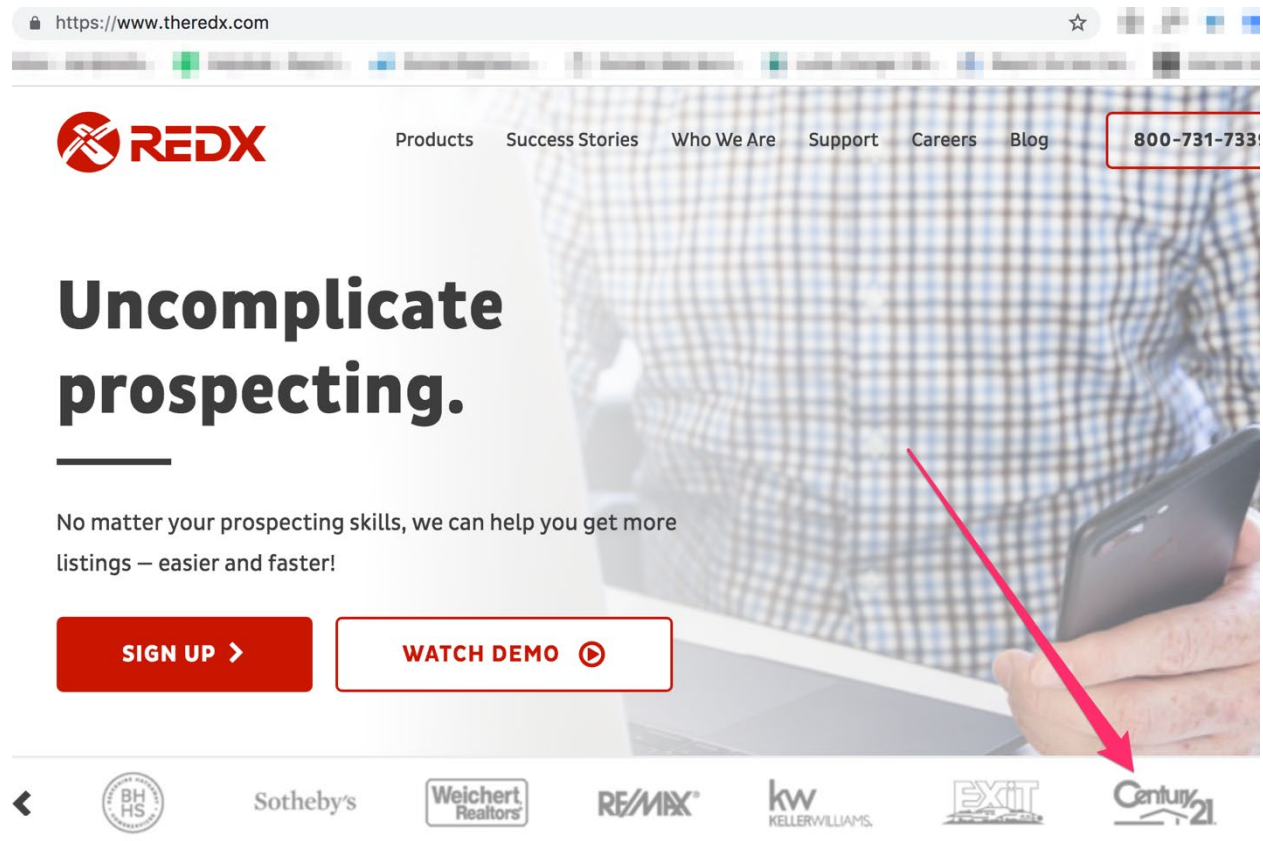 https://www.theredx.com
REDX
Products Success Stories Who We Are Support Careers Blog 800-731-733
Uncomplicate
prospecting.
No matter your prospecting skills, we can help you get more
listings — easier and faster!
SIGN UP WATCH DEMO
BH HS Sotheby's Weichert Realtors RE/MAX KW KELLERWILLIAMS. EXIT Century 21